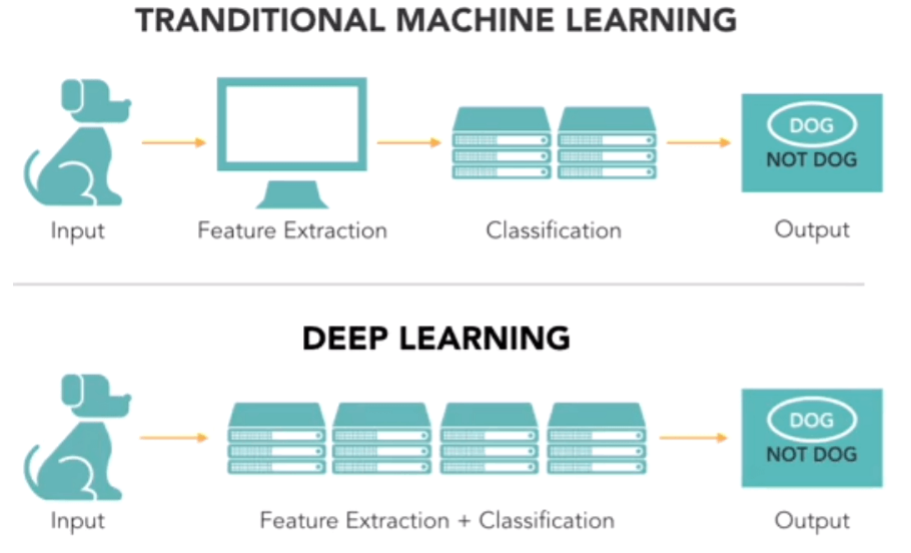 TRANDITIONAL MACHINE LEARNING
DOG
NOT DOG
Input
Feature Extraction
Classification
Output
DEEP LEARNING
DOG
NOT DOG
Input
Feature Extraction + Classification
Output